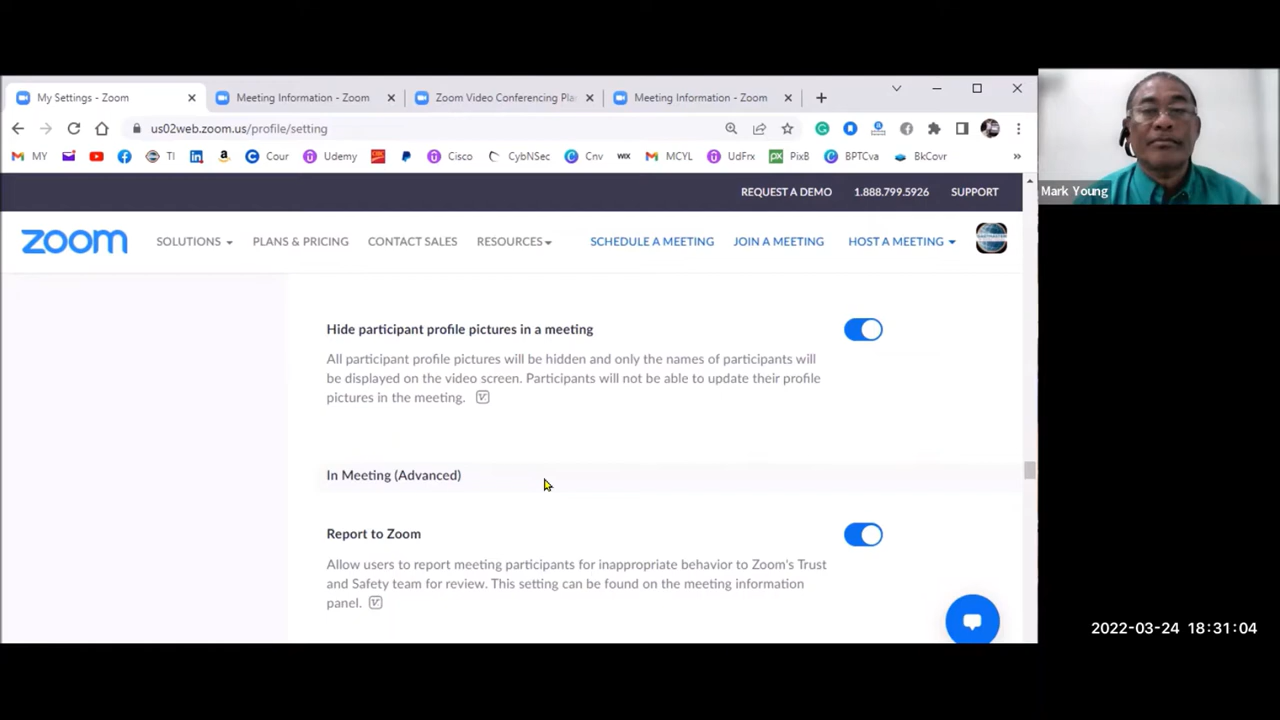 My Settings - Zoom
Meeting Information - Zoom
Zoom Video Conferencing Pla
Meeting Information - Zoom
us02web.zoom.us/profile/setting
MY
TI
Cour
Udemy
Cisco
CybNSec
Cnv
WIX
MCYL
UdFrx
px
PixB
BPTCva
BkCovr
»
REQUEST A DEMO 1.888.799.5926 SUPPORT
zoom SOLUTIONS PLANS & PRICING CONTACT SALES RESOURCES SCHEDULE A MEETING JOIN A MEETING HOST A MEETING
Hide participant profile pictures in a meeting
All participant profile pictures will be hidden and only the names of participants will
be displayed on the video screen. Participants will not be able to update their profile
pictures in the meeting.
In Meeting (Advanced)
Report to Zoom
Allow users to report meeting participants for inappropriate behavior to Zoom's Trust
and Safety team for review. This setting can be found on the meeting information
panel.
Mark Young
2022-03-24 18:31:04